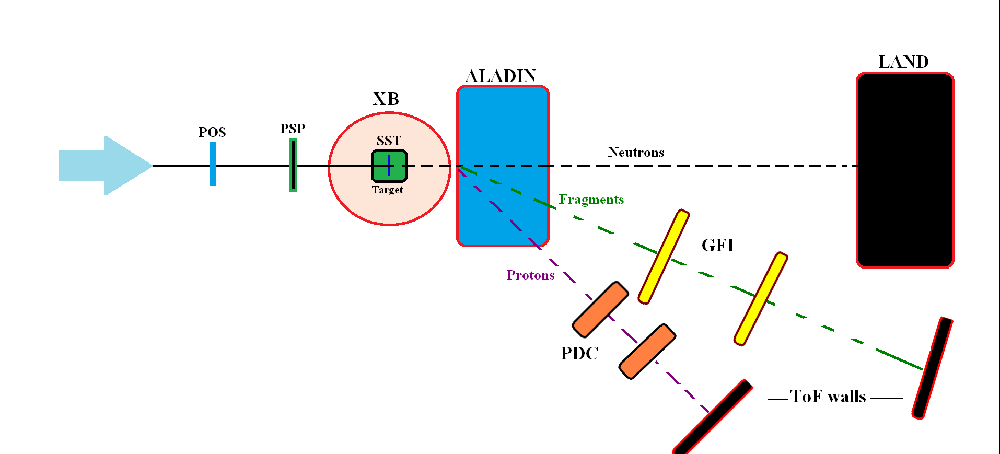 LAND
ALADIN
XB
POS
PSP
SST
Target
Neutrons
Fragments
GFI
Protons
PDC
ToF walls